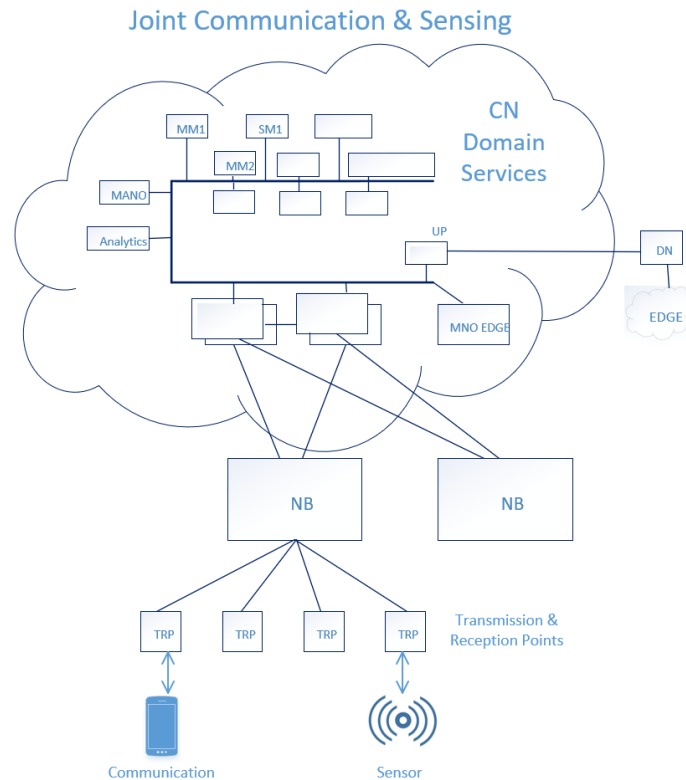 Joint Communication & Sensing
CN
Domain
Services
MM1
SM1
MM2
MANO
Analytics
UP
DN
MNO EDGE
EDGE
NB
NB
TRP
TRP
TRP
TRP
Transmission &
Reception Points
Communication
Sensor